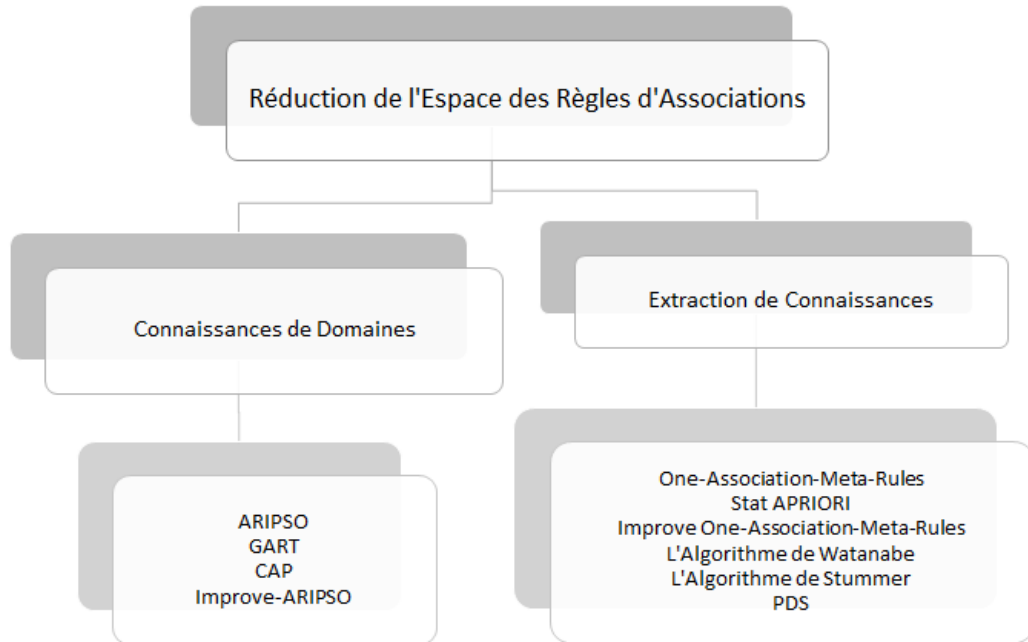 Réduction de l'Espace des Règles d'Associations
Connaissances de Domaines
Extraction de Connaissances
ARIPSO
GART
CAP
Improve-ARIPSO
One-Association-Meta-Rules
Stat APRIORI
Improve One-Association-Meta-Rules
L'Algorithme de Watanabe
L'Algorithme de Stummer
PDS